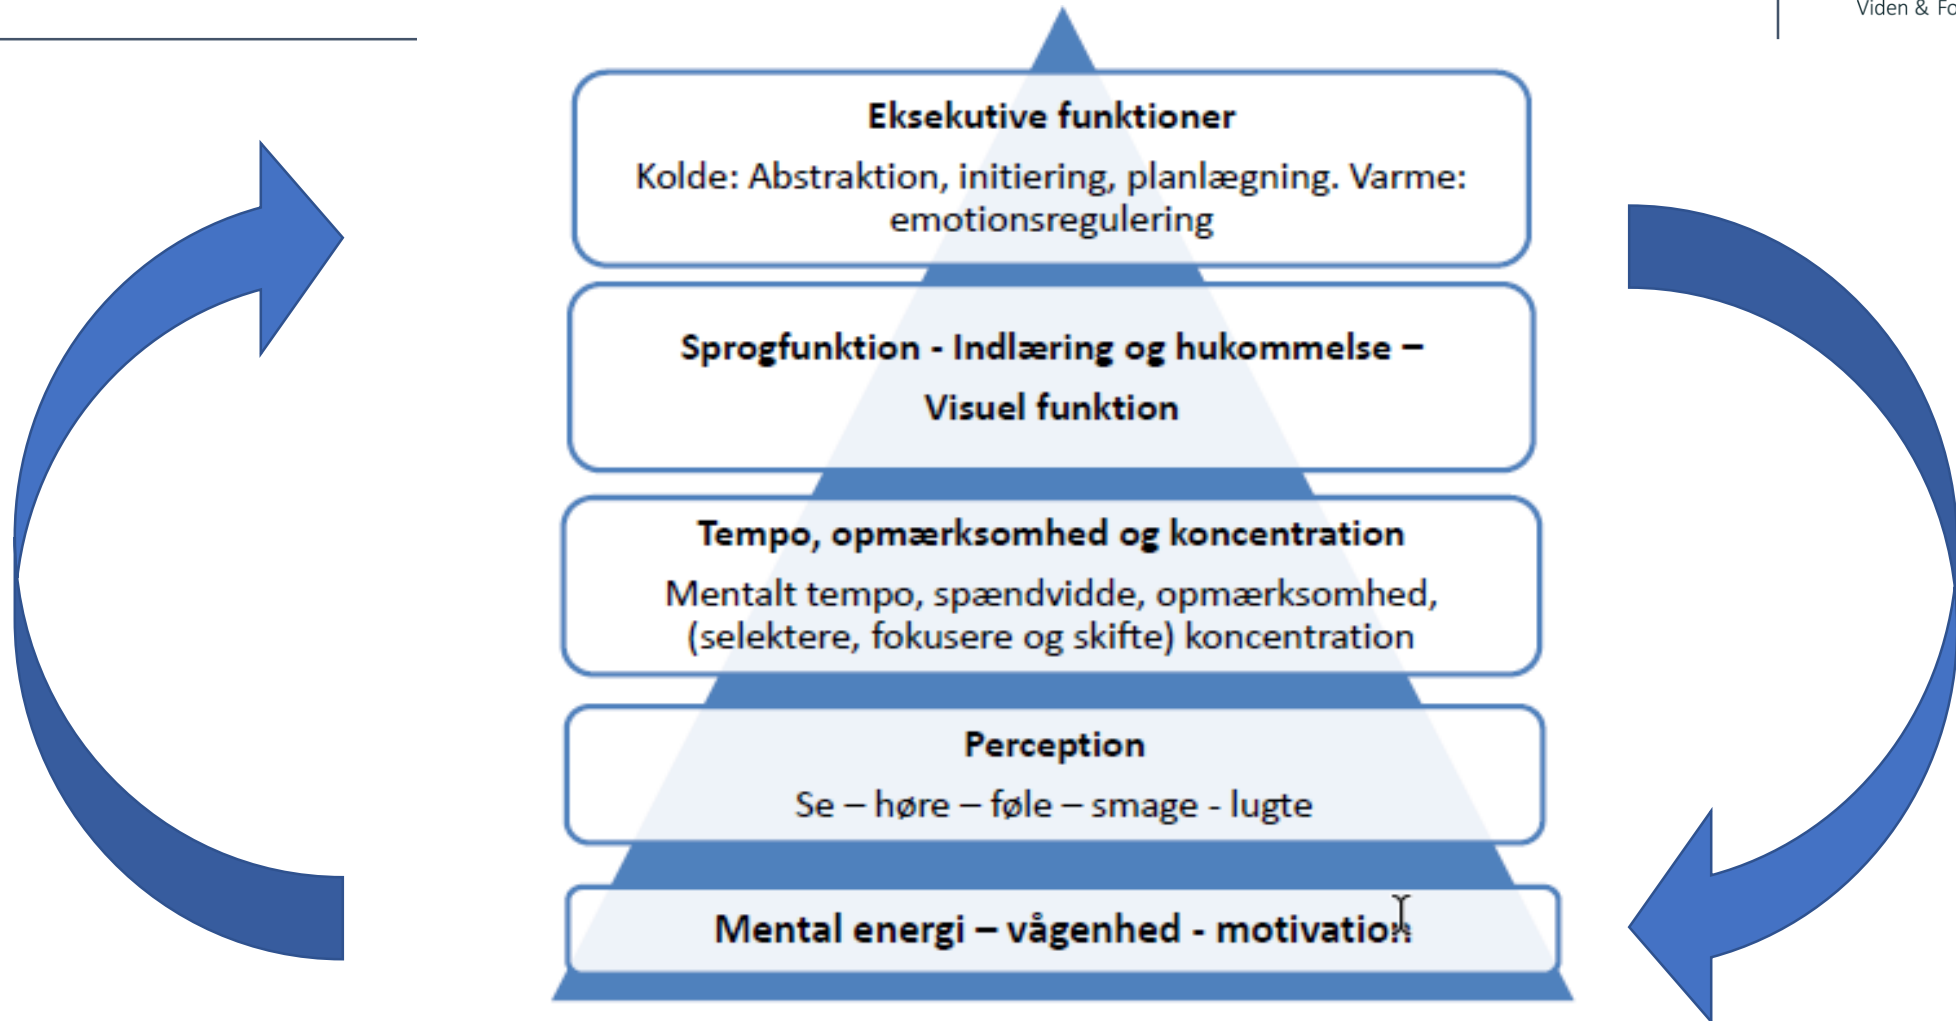 Viden & Fo
Eksekutive funktioner
Kolde: Abstraktion, initiering, planlægning. Varme:
emotionsregulering
Sprogfunktion - Indlæring og hukommelse –
Visuel funktion
Tempo, opmærksomhed og koncentration
Mentalt tempo, spændvidde, opmærksomhed,
(selektere, fokusere og skifte) koncentration
Perception
Se – høre – føle – smage - lugte
Mental energi – vågenhed - motivation